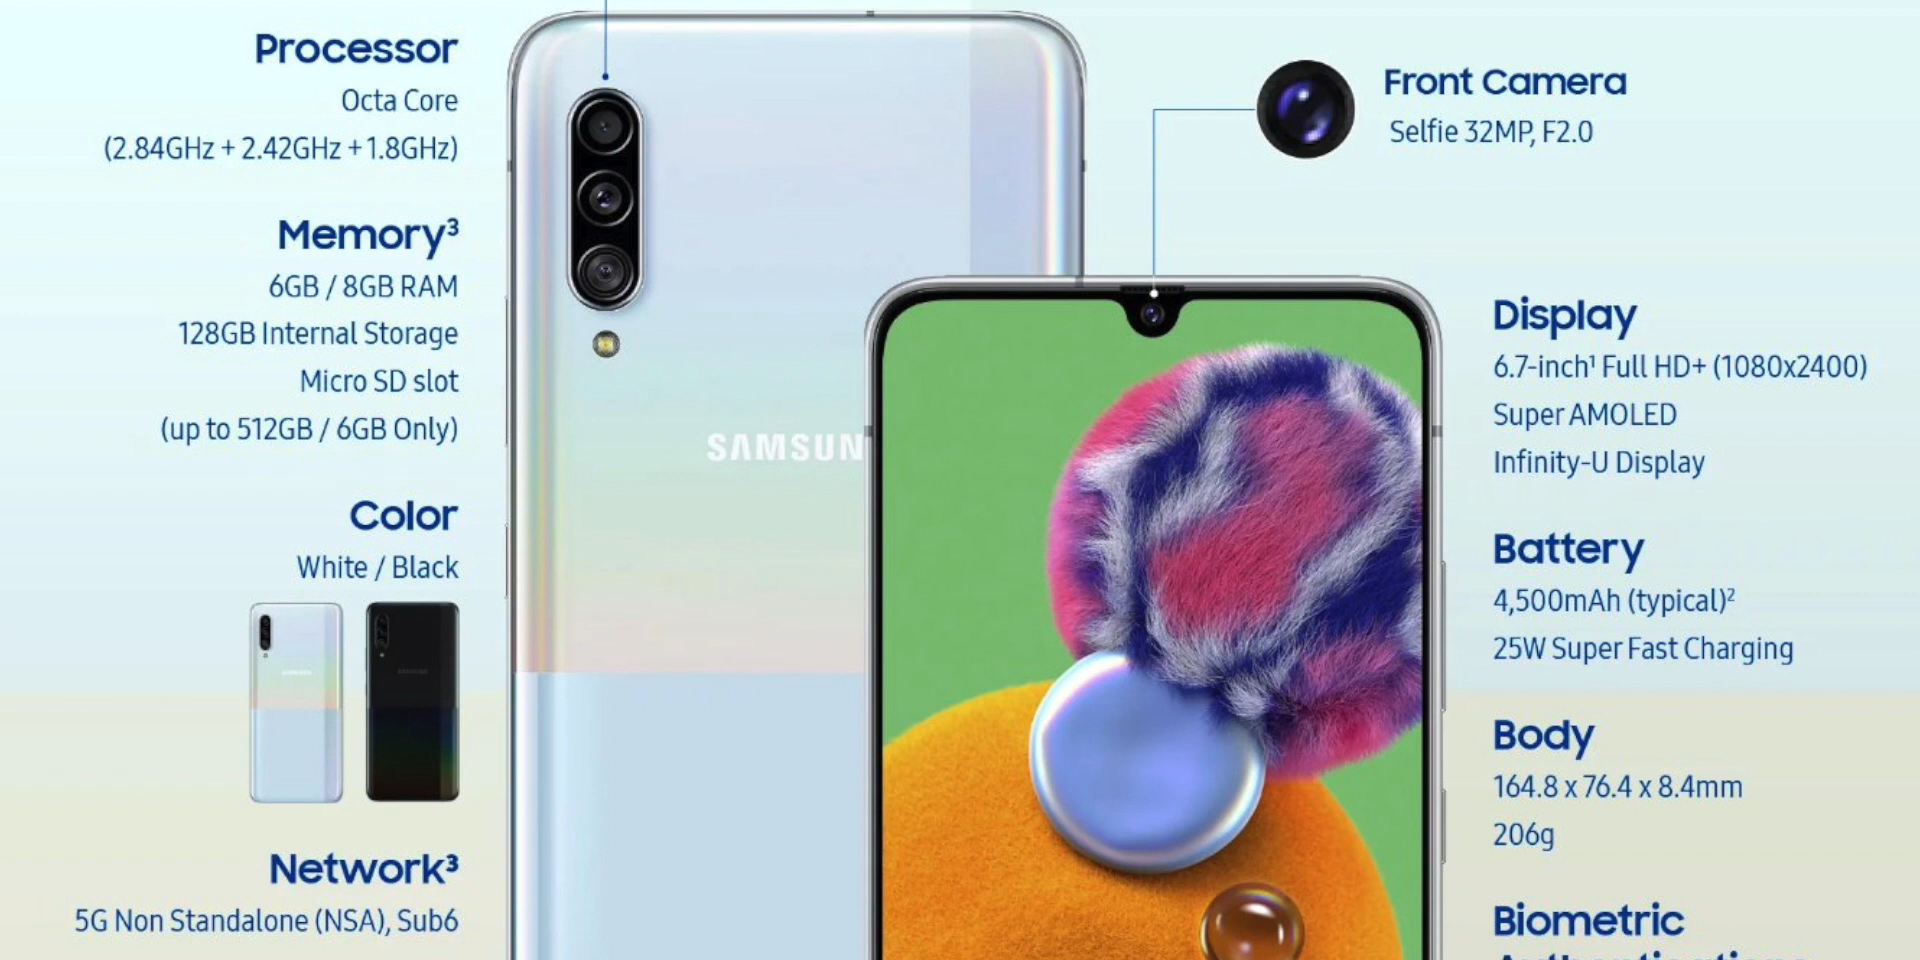 Processor
Octa Core
(2.84GHz + 2.42GHz + 1.8GHz)
Memory³
6GB / 8GB RAM
128GB Internal Storage
Micro SD slot
(up to 512GB / 6GB Only)
Color
White / Black
Network³
5G Non Standalone (NSA), Sub6
SAMSUN
Front Camera
Selfie 32MP, F2.0
Display
6.7-inch¹ Full HD+ (1080x2400)
Super AMOLED
Infinity-U Display
Battery
4,500mAh (typical)²
25W Super Fast Charging
Body
164.8 x 76.4 x 8.4mm
206g
Biometric